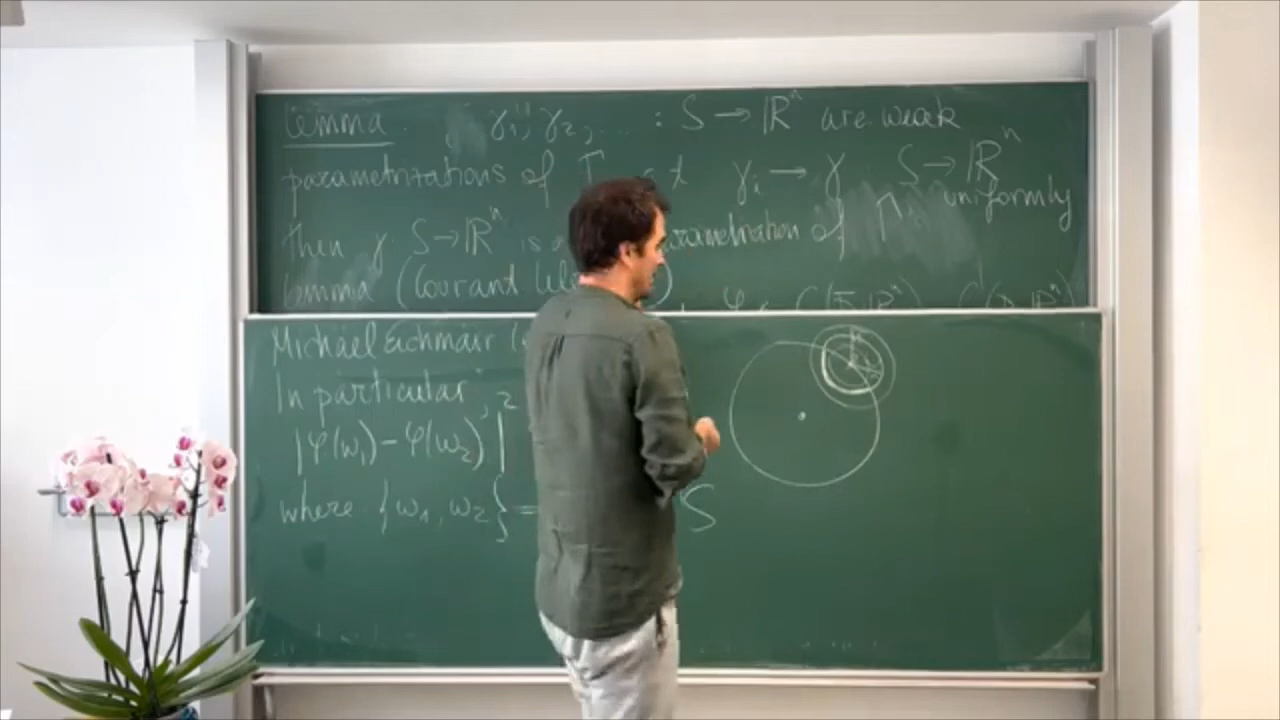 Lemma. γ₁, γ₂, ... : S → ℝⁿ are weak
parametrizations of Γ γᵢ → γ S → ℝⁿ
uniformly
then γ S → ℝⁿ is of Γ
Lemma (Courant
Michael Eichmair
In particular,
|φ(w₁) - φ(w₂)|²
where {w₁, w₂} = S